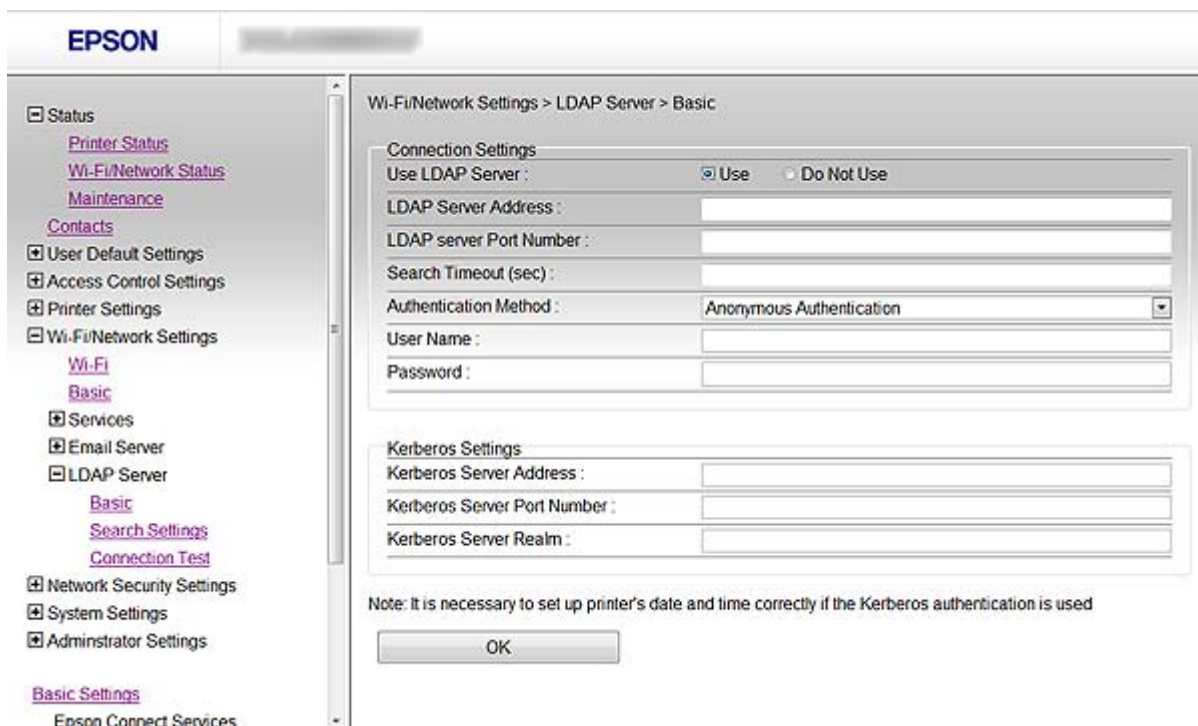 EPSON
Status
Printer Status
Wi-Fi/Network Status
Maintenance
Contacts
User Default Settings
Access Control Settings
Printer Settings
Wi-Fi/Network Settings
Wi-Fi
Basic
Services
Email Server
LDAP Server
Basic
Search Settings
Connection Test
Network Security Settings
System Settings
Adminstrator Settings
Basic Settings
Epson Connect Services
Wi-Fi/Network Settings > LDAP Server > Basic
Connection Settings
Use LDAP Server : Use Do Not Use
LDAP Server Address :
LDAP server Port Number :
Search Timeout (sec) :
Authentication Method : Anonymous Authentication
User Name :
Password :
Kerberos Settings
Kerberos Server Address :
Kerberos Server Port Number :
Kerberos Server Realm :
Note: It is necessary to set up printer's date and time correctly if the Kerberos authentication is used
OK